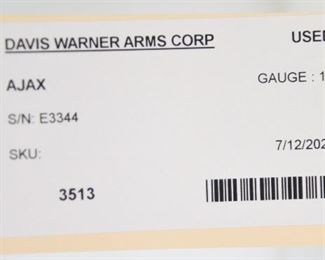 DAVIS WARNER ARMS CORP USED
AJAX
GAUGE : 1
S/N: E3344
SKU: 7/12/202
3513